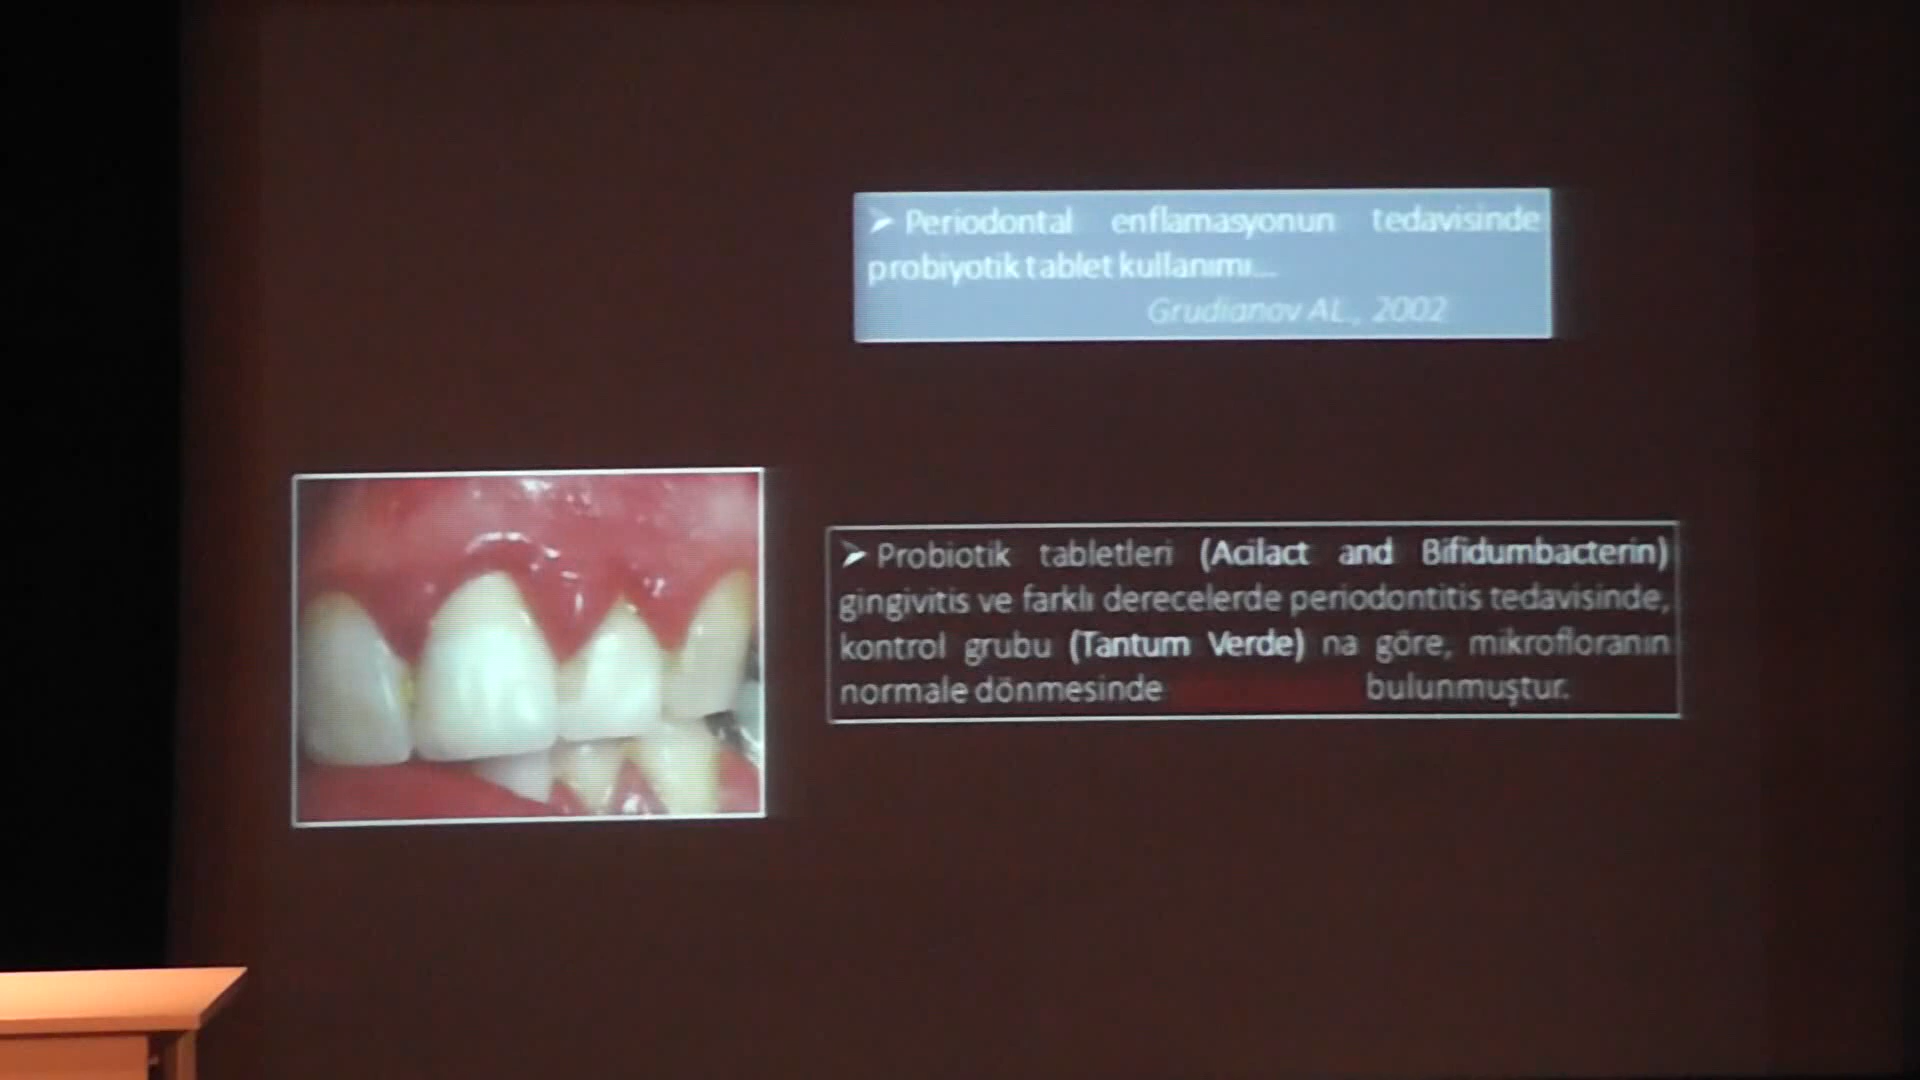 ➤ Periodontal enflamasyonun tedavisinde
probiyotik tablet kullanımı...
Grudianov AL., 2002
➤ Probiotik tabletleri (Acilact and Bifidumbacterin)
gingivitis ve farklı derecelerde periodontitis tedavisinde,
kontrol grubu (Tantum Verde) na göre, mikrofloranın
normale dönmesinde bulunmuştur.